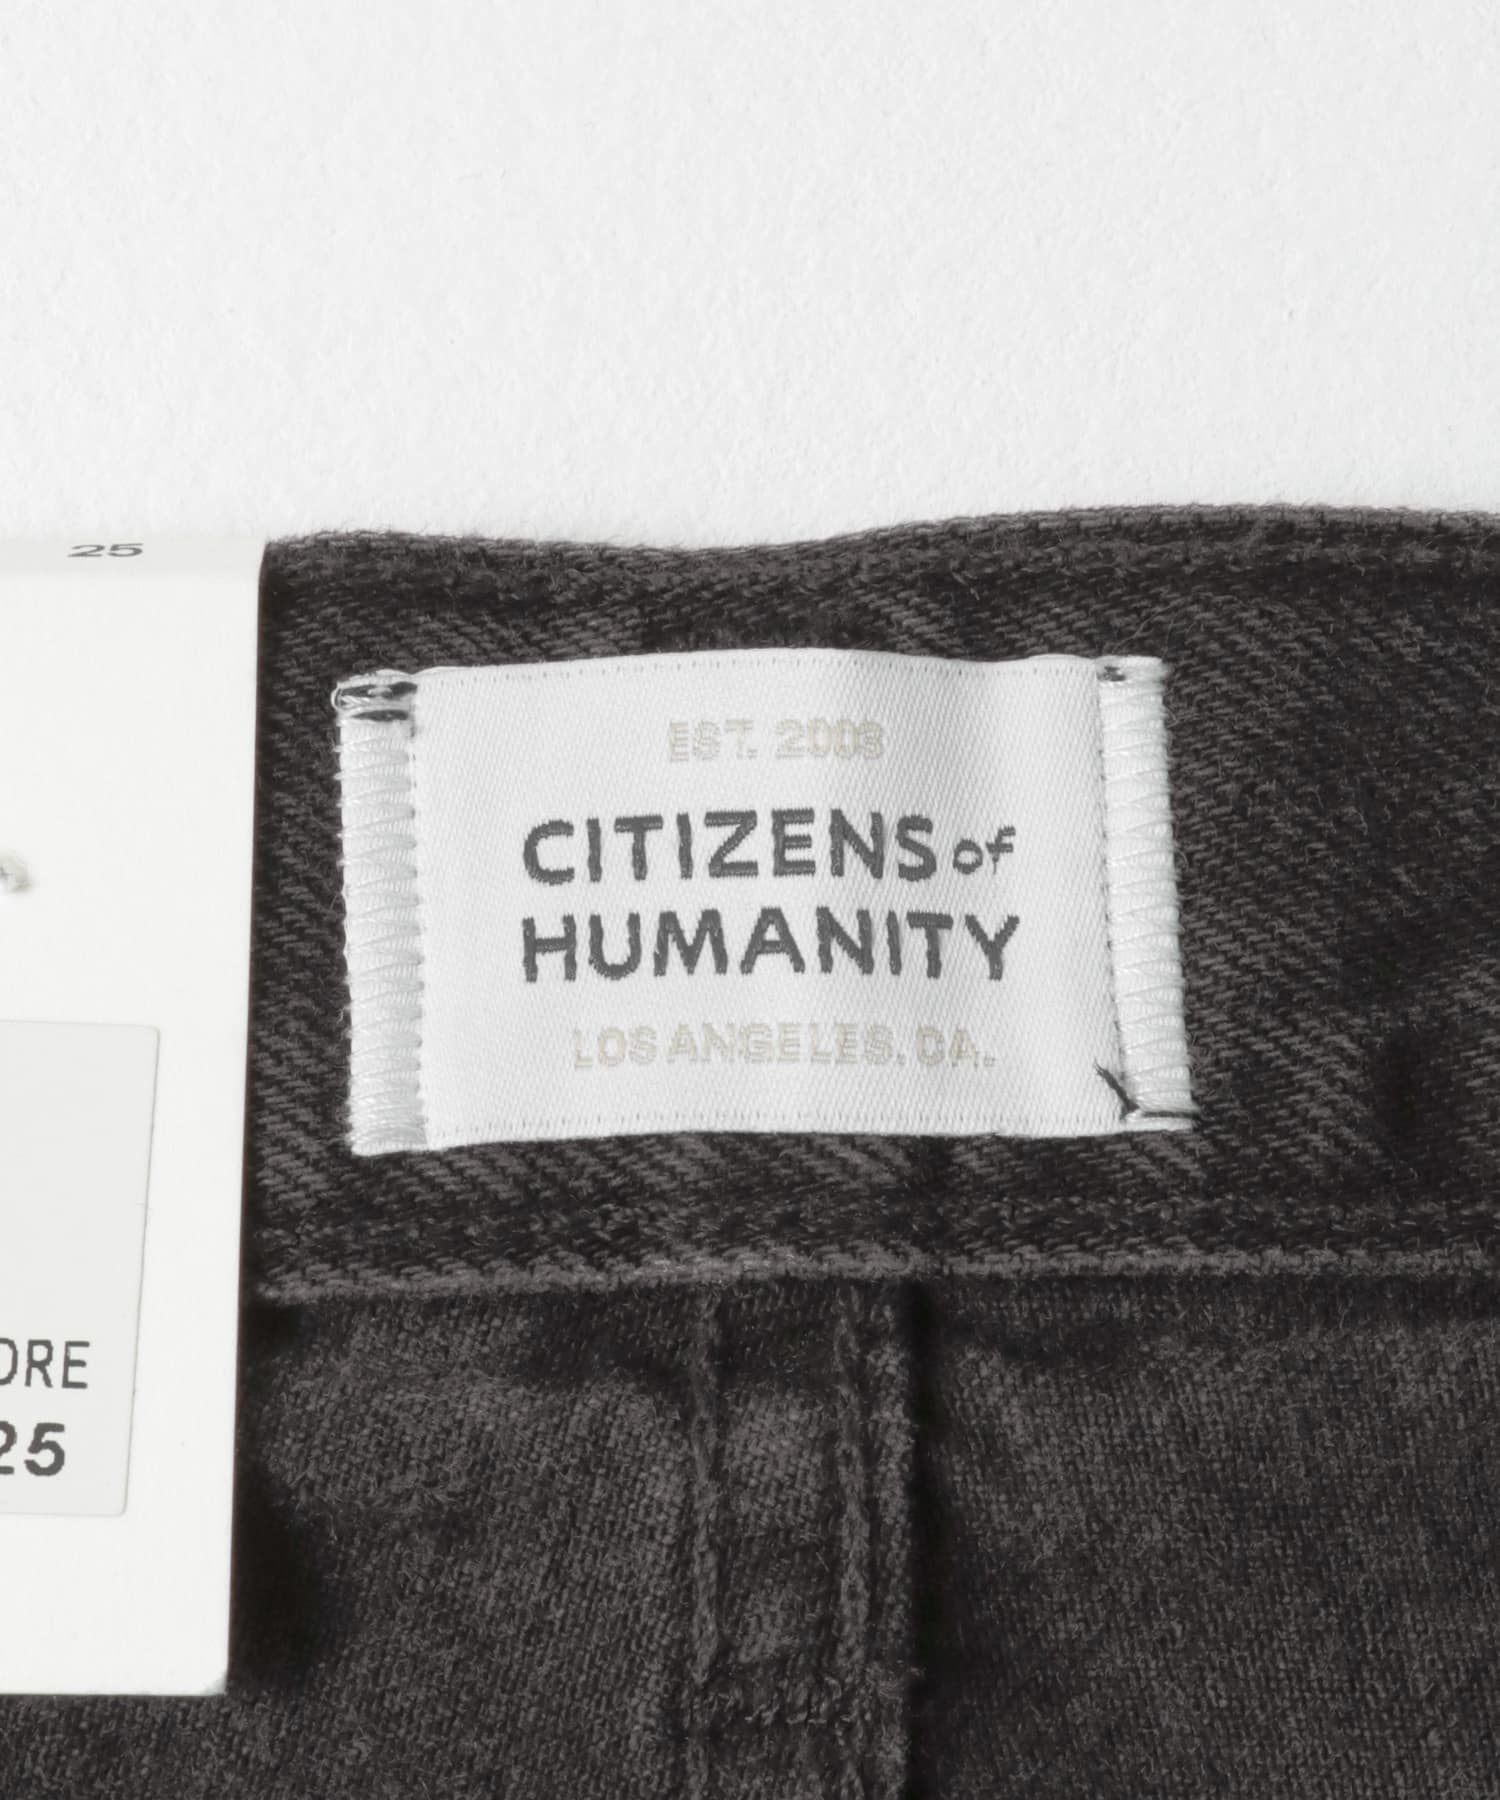 25
EST. 2003
CITIZENS of
HUMANITY
LOS ANGELES, CA.
ORE
25